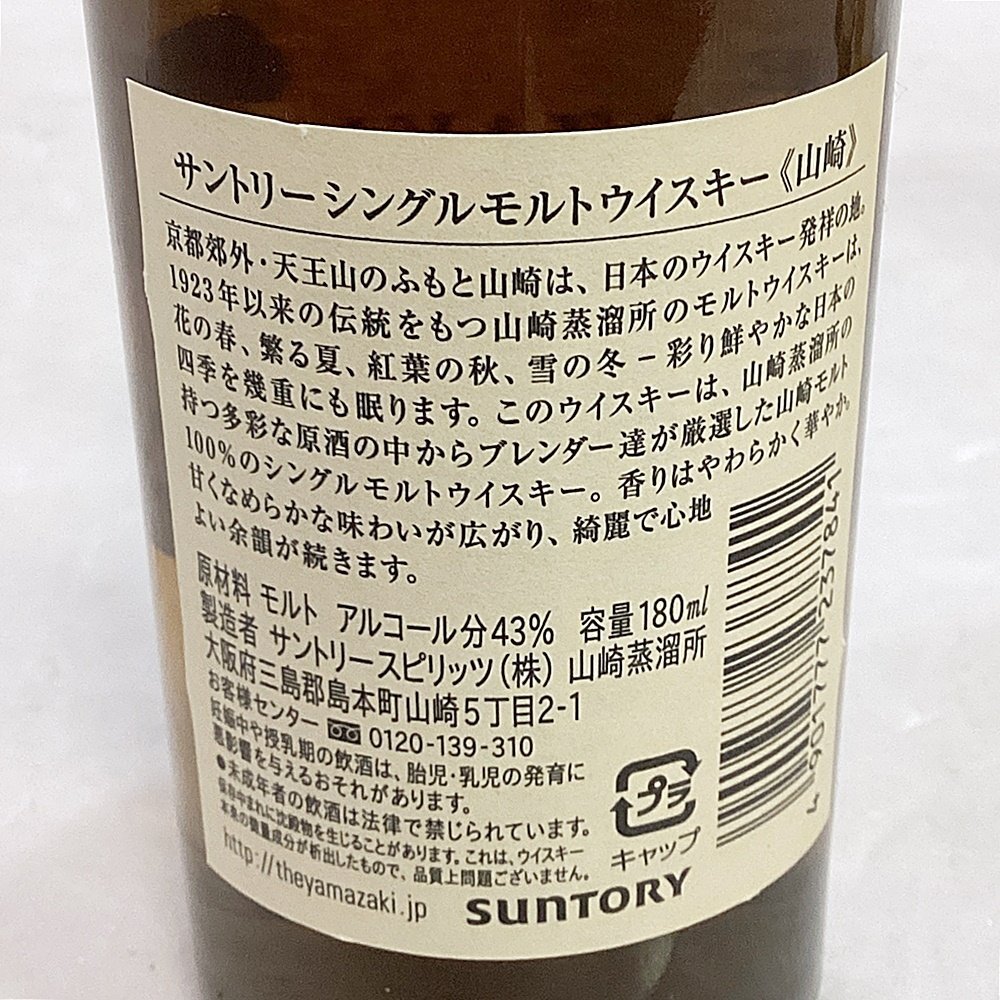 サントリーシングルモルトウイスキー《山崎》
京都郊外・天王山のふもと山崎は、日本のウイスキー発祥の地。
1923年以来の伝統をもつ山崎蒸溜所のモルトウイスキーは、
花の春、繁る夏、紅葉の秋、雪の冬－彩り鮮やかな日本の
四季を幾重にも眠ります。このウイスキーは、山崎蒸溜所の
持つ多彩な原酒の中からブレンダー達が厳選した山崎モルト
100%のシングルモルトウイスキー。香りはやわらかく華やか。
甘くなめらかな味わいが広がり、綺麗で心地
よい余韻が続きます。
原材料 モルト アルコール分43% 容量180ml
製造者 サントリースピリッツ(株) 山崎蒸溜所
大阪府三島郡島本町山崎5丁目2-1
お客様センター 0120-139-310
妊娠中や授乳期の飲酒は、胎児・乳児の発育に
悪影響を与えるおそれがあります。
●未成年者の飲酒は法律で禁じられています。
保存中まれに沈殿物を生じることがあります。これは、ウイスキー
本来の貴重成分が析出したもので、品質上問題ございません。
http://theyamazaki.jp
SUNTORY
プラ
キャップ
4 901777 237841